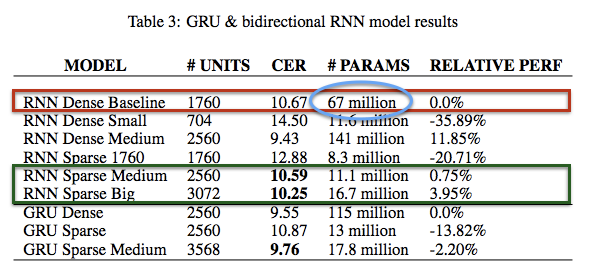 Table 3: GRU & bidirectional RNN model results
MODEL # UNITS CER # PARAMS RELATIVE PERF
RNN Dense Baseline 1760 10.67 67 million 0.0%
RNN Dense Small 704 14.50 11.6 million -35.89%
RNN Dense Medium 2560 9.43 141 million 11.85%
RNN Sparse 1760 1760 12.88 8.3 million -20.71%
RNN Sparse Medium 2560 10.59 11.1 million 0.75%
RNN Sparse Big 3072 10.25 16.7 million 3.95%
GRU Dense 2560 9.55 115 million 0.0%
GRU Sparse 2560 10.87 13 million -13.82%
GRU Sparse Medium 3568 9.76 17.8 million -2.20%